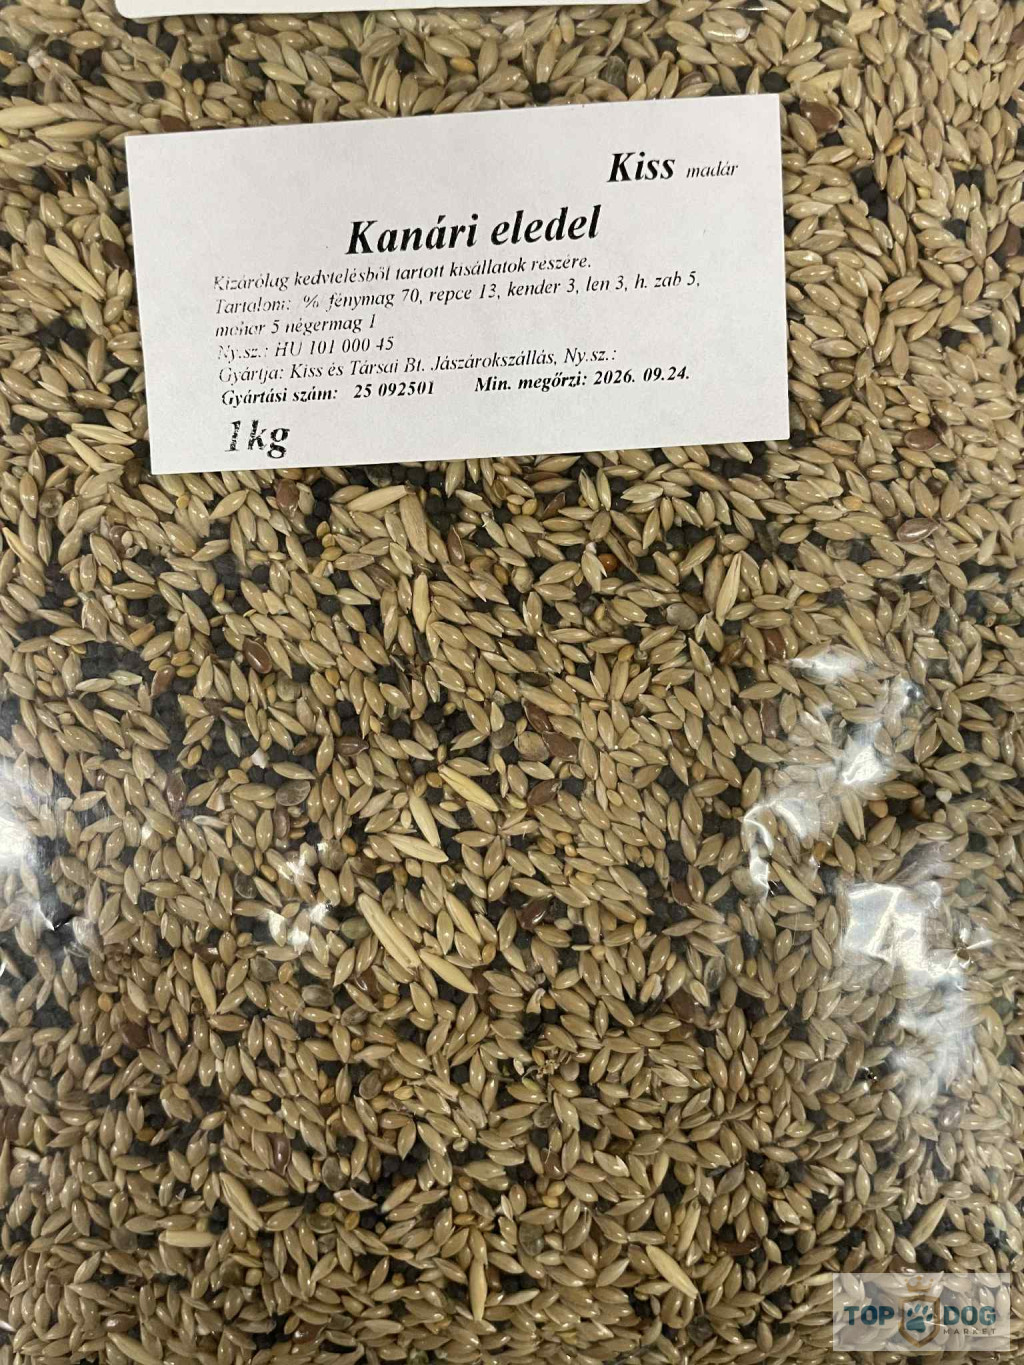 Kiss madár
Kanári eledel
Kizárólag kedvtelésből tartott kisállatok részére.
Tartalom: % fénymag 70, repce 13, kender 3, len 3, h. zab 5,
mohar 5 négermag 1
Ny.sz.: HU 101 000 45
Gyártja: Kiss és Társai Bt. Jászárokszállás, Ny.sz.:
Gyártási szám: 25 092501 Min. megőrzi: 2026. 09.24.
1kg
TOP DOG
MARKET